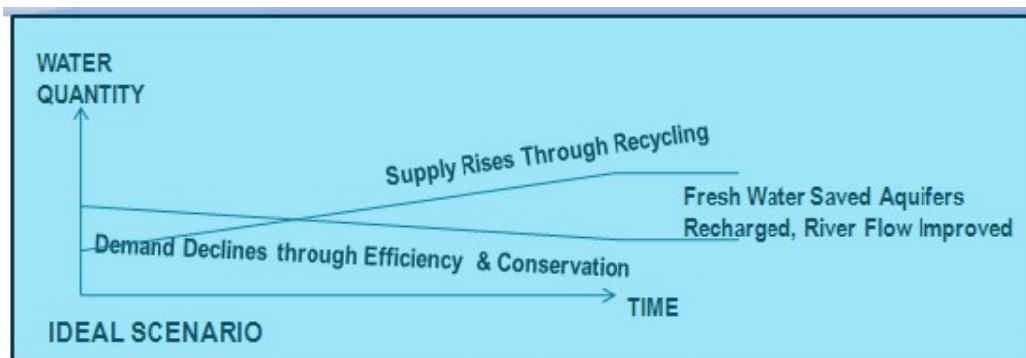 WATER
QUANTITY
Supply Rises Through Recycling
Fresh Water Saved Aquifers
Recharged, River Flow Improved
Demand Declines through Efficiency & Conservation
TIME
IDEAL SCENARIO